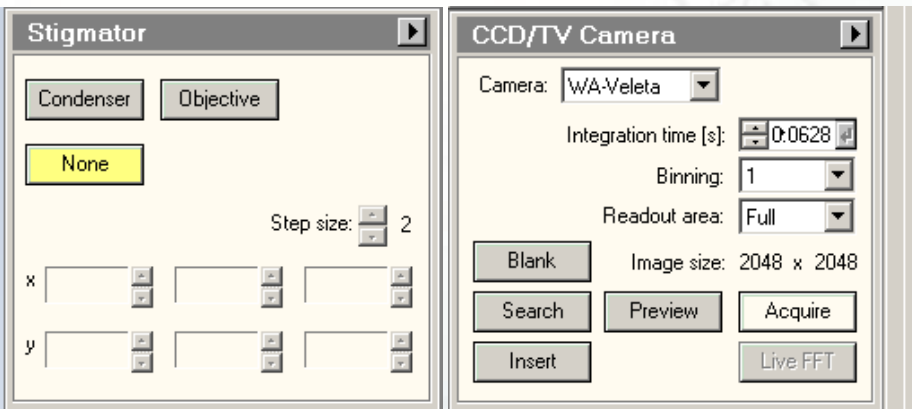 Stigmator
Condenser Objective
None
Step size: 2
x
y
CCD/TV Camera
Camera: WA-Veleta
Integration time [s]: 0.0628
Binning: 1
Readout area: Full
Blank Image size: 2048 x 2048
Search Preview Acquire
Insert Live FFT